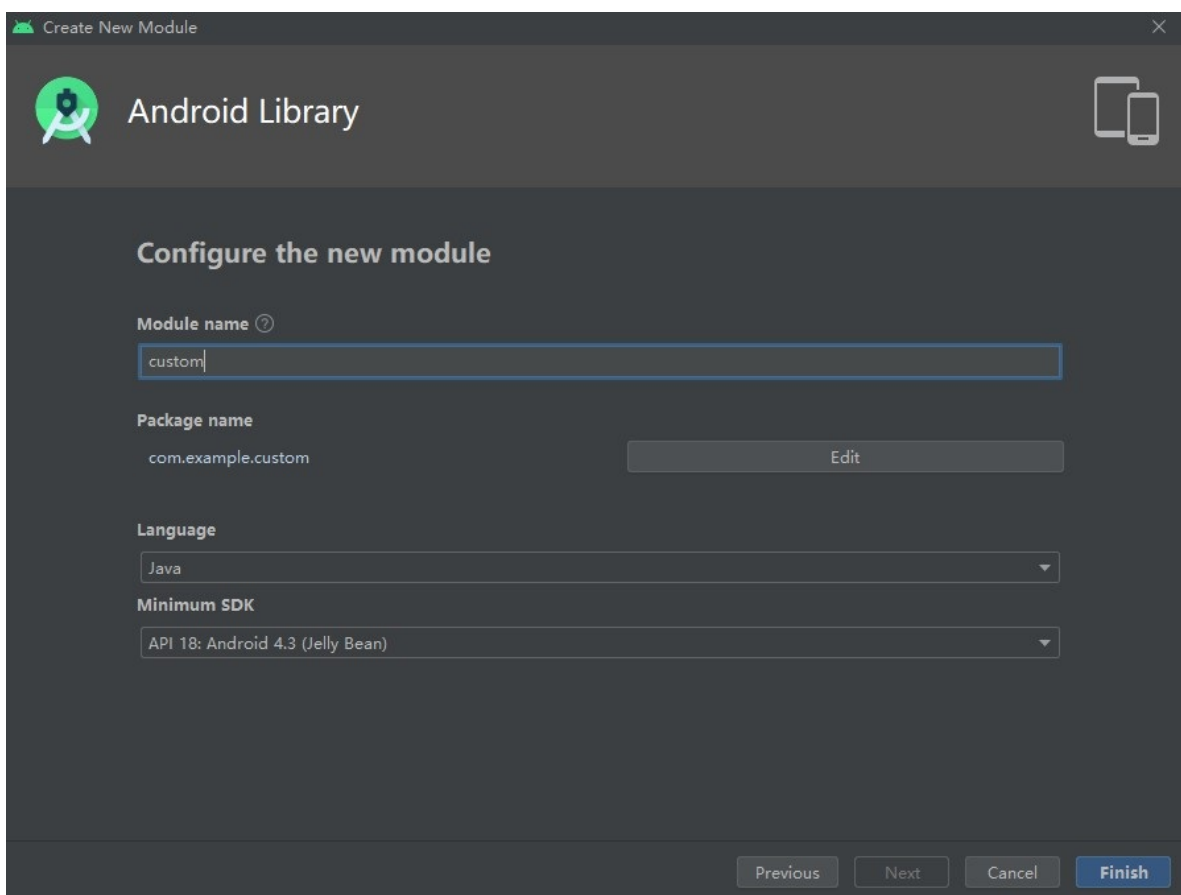 Create New Module
Android Library
Configure the new module
Module name
custom
Package name
com.example.custom
Edit
Language
Java
Minimum SDK
API 18: Android 4.3 (Jelly Bean)
Previous
Next
Cancel
Finish